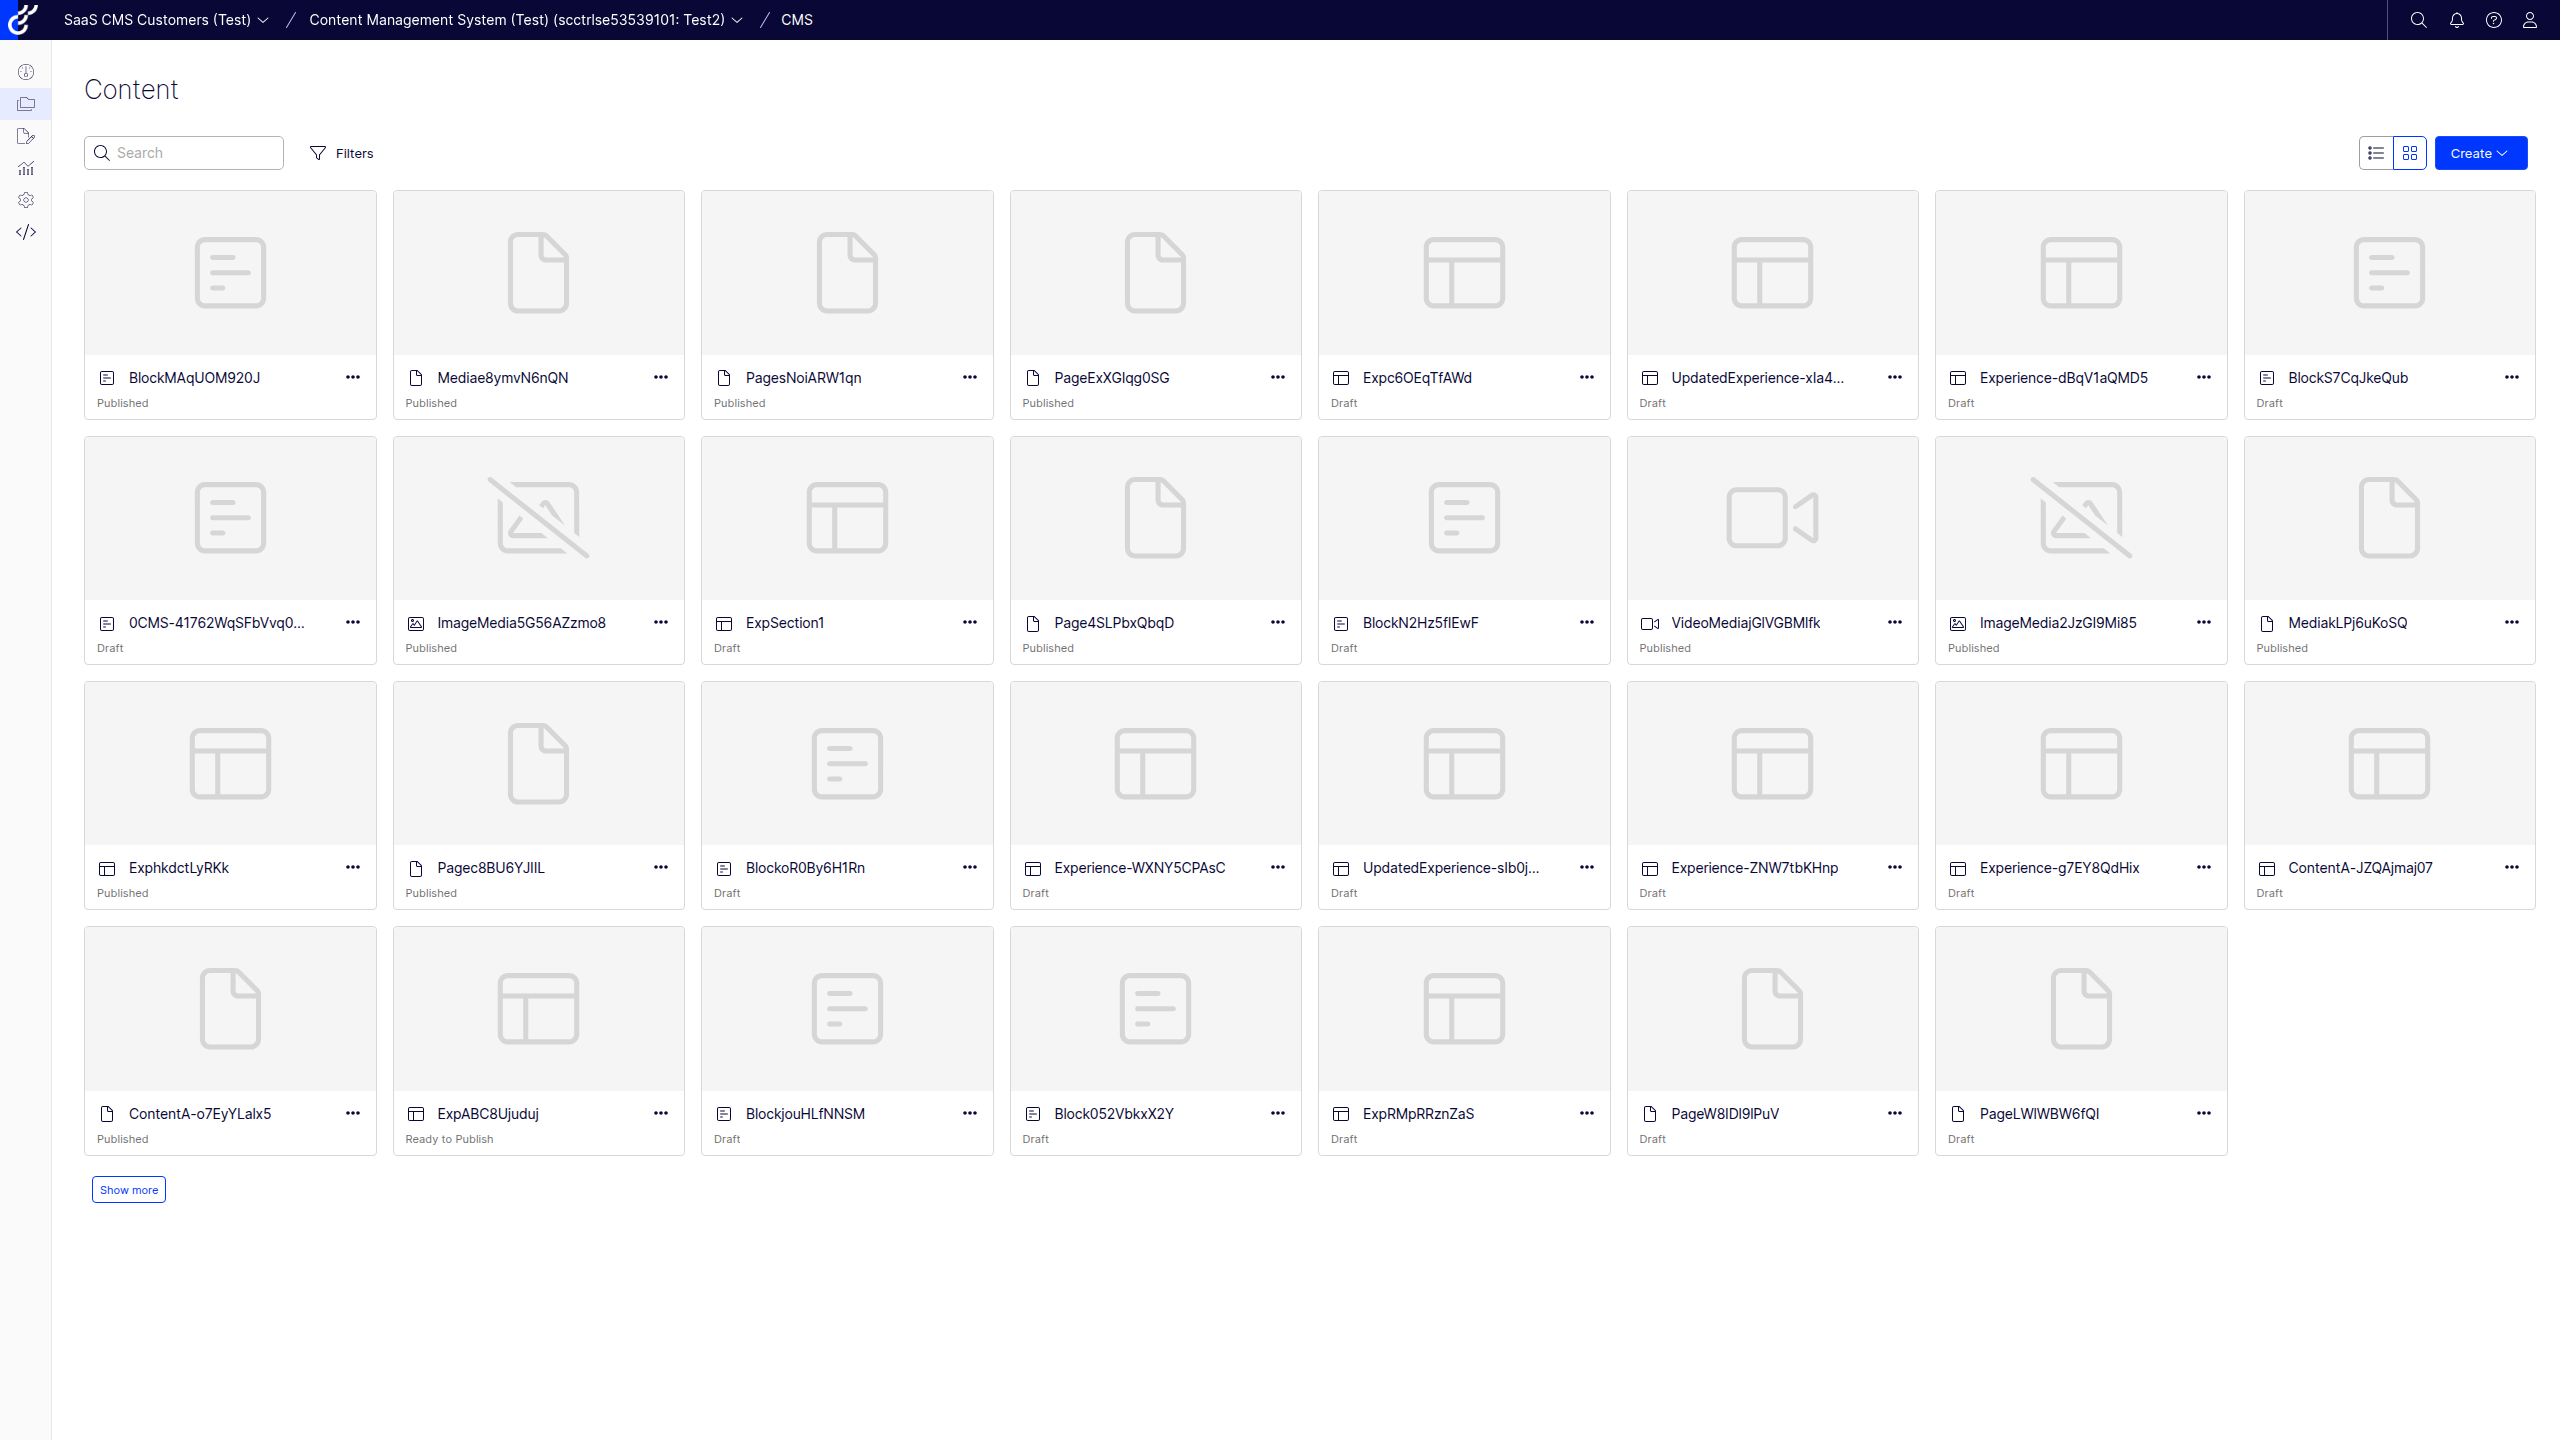 SaaS CMS Customers (Test) / Content Management System (Test) (scctrlse53539101: Test2) / CMS
Content
Search Filters Create
BlockMAqUOM920J Mediae8ymvN6nQN PagesNoiARW1qn PageExXGlqg0SG Expc6OEqTfAWd UpdatedExperience-xla4... Experience-dBqV1aQMD5 BlockS7CqJkeQub
Published Published Published Published Draft Draft Draft Draft
0CMS-41762WqSFbVvq0... ImageMedia5G56AZzmo8 ExpSection1 Page4SLPbxQbqD BlockN2Hz5flEwF VideoMediajGlVGBMlfk ImageMedia2JzGl9Mi85 MediakLPj6uKoSQ
Draft Published Draft Published Draft Published Published Published
ExphkdctLyRKk Pagec8BU6YJIlL BlockoR0By6H1Rn Experience-WXNY5CPAsC UpdatedExperience-slb0j... Experience-ZNW7tbKHnp Experience-g7EY8QdHix ContentA-JZQAjmaj07
Published Published Draft Draft Draft Draft Draft Draft
ContentA-o7EyYLalx5 ExpABC8Ujuduj BlockjouHLfNNSM Block052VbkxX2Y ExpRMpRRznZaS PageW8lDl9lPuV PageLWlWBW6fQl
Published Ready to Publish Draft Draft Draft Draft Draft
Show more